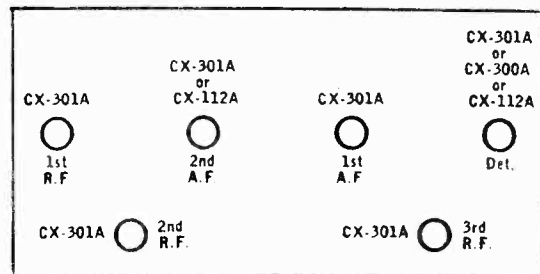 CX-301A
1st
R.F
CX-301A
or
CX-112A
2nd
A.F
CX-301A
1st
A.F
CX-301A
or
CX-300A
or
CX-112A
Det.
CX-301A
2nd
R.F.
CX-301A
3rd
R.F.